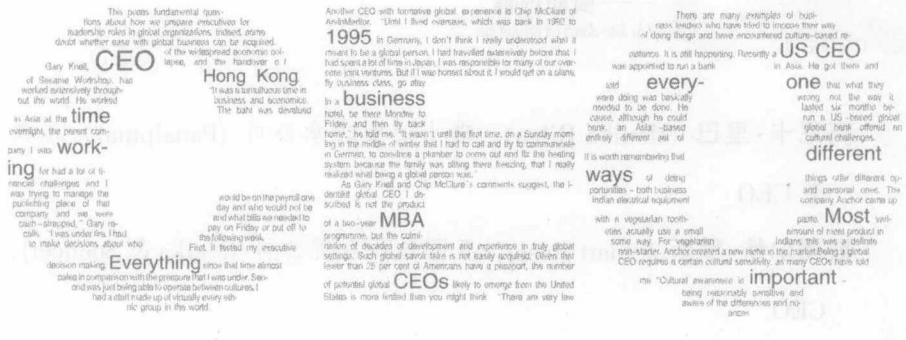 This poses fundamental ques-
tions about how we prepare executives for
leadership roles in global organizations. Indeed, some
doubt whether ease with global business can be acquired.
Gary Knell, CEO of the widespread economic col-
lapse, and the handover of
of Sesame Workshop, has Hong Kong
worked extensively through- "It was a tumultuous time in
out the world. He worked business and economics.
in Asia at the time The baht was devalued
overnight, the parent com-
pany I was work-
ing for had a lot of fi-
nancial challenges and I
was trying to manage the
publishing piece of that would be on the payroll one
company and we were day and who would not be
cash-strapped," Gary re- and what bills we needed to
calls. "I was under fire. I had pay on Friday or put off to
to make decisions about who the following week.
First, it tested my executive
decision making. Everything since that time almost
pales in comparison with the pressure that I was under. Sec-
ond was just being able to operate between cultures. I
had a staff made up of virtually every eth-
nic group in the world.
Another CEO with formative global experience is Chip McClure of
ArvinMeritor. "Until I lived overseas, which was back in 1992 to
1995 in Germany, I don't think I really understood what it
meant to be a global person. I had travelled extensively before that. I
had spent a lot of time in Japan, I was responsible for many of our over-
seas joint ventures. But if I was honest about it, I would get on a plane,
fly business class, go stay
in a business
hotel, be there Monday to
Friday and then fly back
home," he told me. "It wasn't until the first time, on a Sunday morn-
ing in the middle of winter that I had to call and try to communicate
in German, to convince a plumber to come out and fix the heating
system because the family was sitting there freezing, that I really
realized what being a global person was."
As Gary Knell and Chip McClure's comments suggest, the i-
dentikit global CEO I de-
scribed is not the product
of a two-year MBA
programme, but the culmi-
nation of decades of development and experience in truly global
settings. Such global savoir faire is not easily acquired. Given that
fewer than 25 per cent of Americans have a passport, the number
of potential global CEOs likely to emerge from the United
States is more limited than you might think. "There are very few
There are many examples of busi-
ness leaders who have tried to impose their way
of doing things and have encountered culture-based re-
sistance. It is still happening. Recently a US CEO
was appointed to run a bank in Asia. He got there and
told every- one that what they
were doing was basically wrong, not the way it
needed to be done. He lasted six months be-
cause, although he could run a US-based global
bank, an Asia-based global bank offered an
entirely different set of cultural challenges.
It is worth remembering that different
ways of doing things offer different op-
portunities - both business and personal ones. The
Indian electrical equipment company Anchor came up
with a vegetarian tooth- paste. Most vari-
eties actually use a small amount of meat product in
some way. For vegetarian Indians, this was a definite
non-starter. Anchor created a new niche in the market. Being a global
CEO requires a certain cultural sensitivity, as many CEOs have told
me "Cultural awareness is important -
being reasonably sensitive and
aware of the differences and nu-
ances